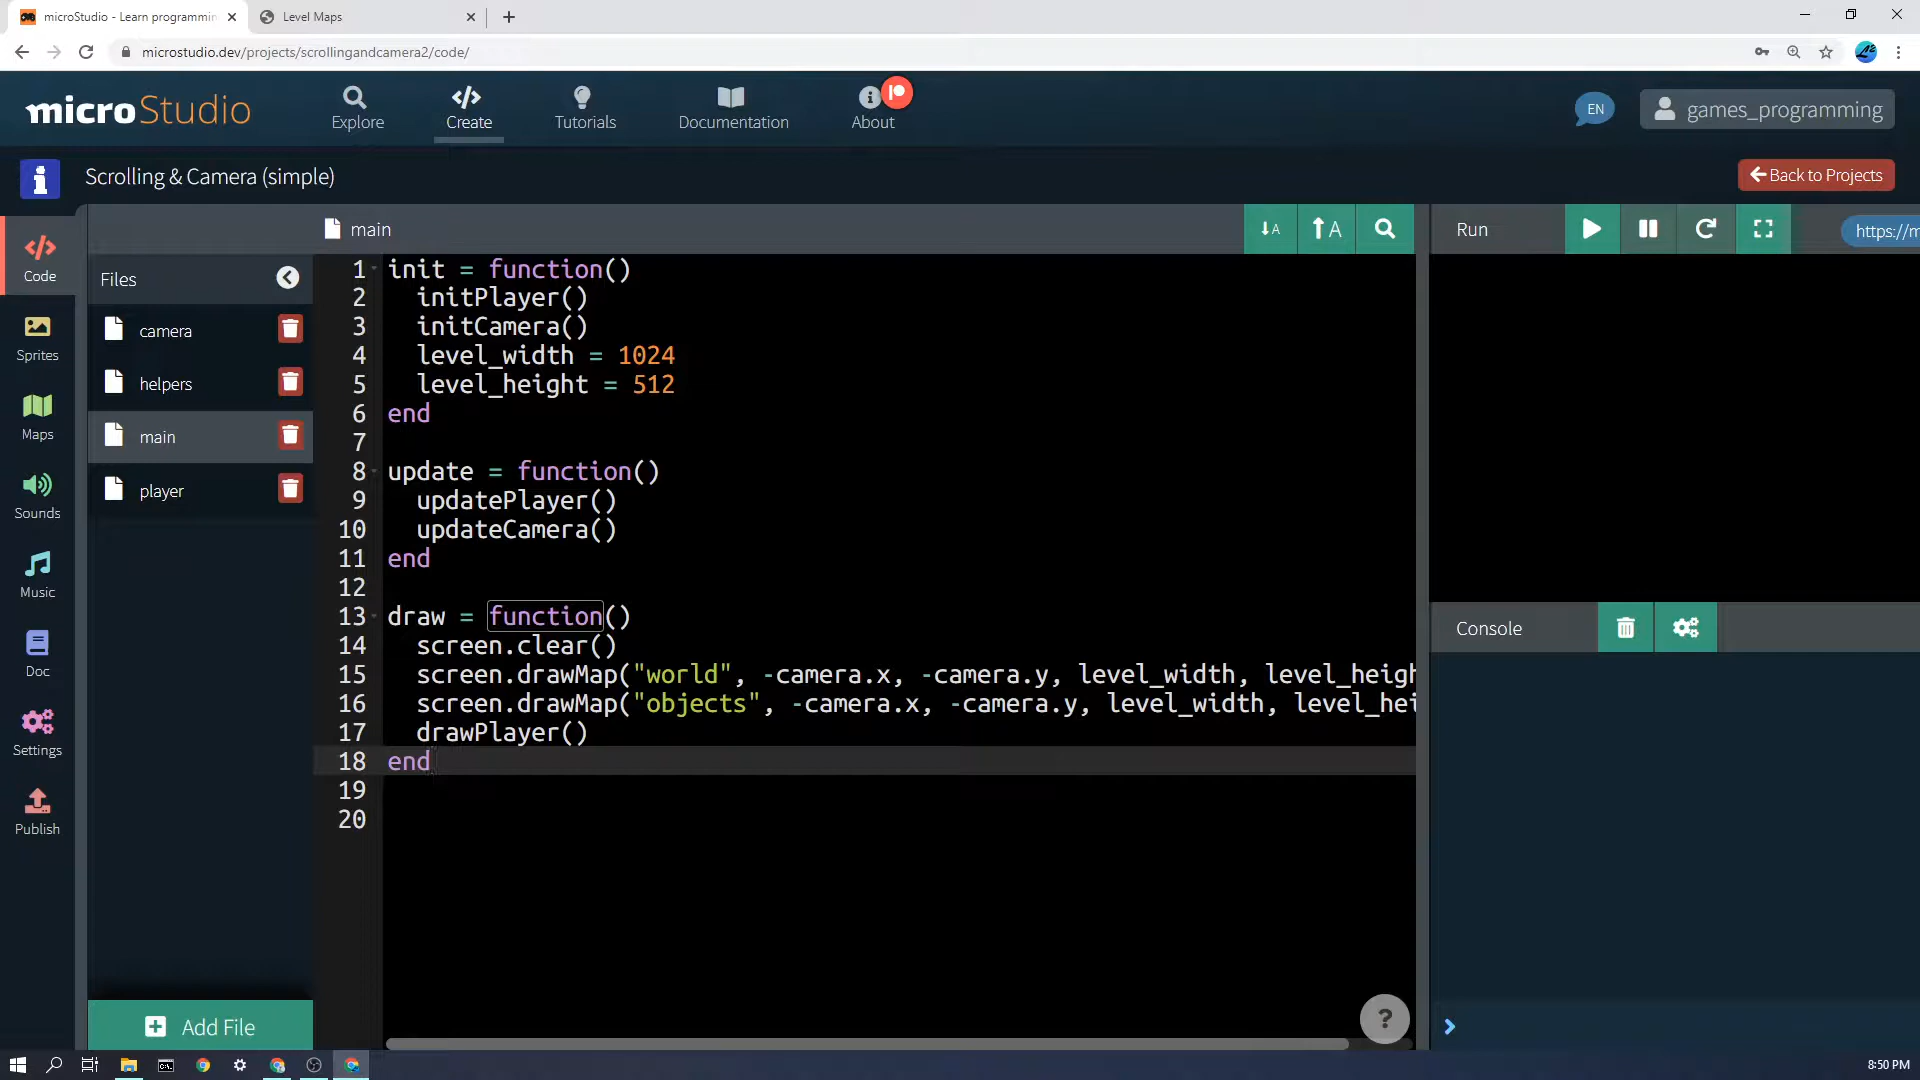 microStudio - Learn programmin
Level Maps
microstudio.dev/projects/scrollingandcamera2/code/
microStudio
Explore
Create
Tutorials
Documentation
About
EN
games_programming
Scrolling & Camera (simple)
Back to Projects
Code
Sprites
Maps
Sounds
Music
Doc
Settings
Publish
Files
camera
helpers
main
player
Add File
main
A
A
1 init = function()
2 initPlayer()
3 initCamera()
4 level_width = 1024
5 level_height = 512
6 end
7
8 update = function()
9 updatePlayer()
10 updateCamera()
11 end
12
13 draw = function()
14 screen.clear()
15 screen.drawMap("world", -camera.x, -camera.y, level_width, level_heigh
16 screen.drawMap("objects", -camera.x, -camera.y, level_width, level_hei
17 drawPlayer()
18 end
19
20
?
Run
https://m
Console
8:50 PM